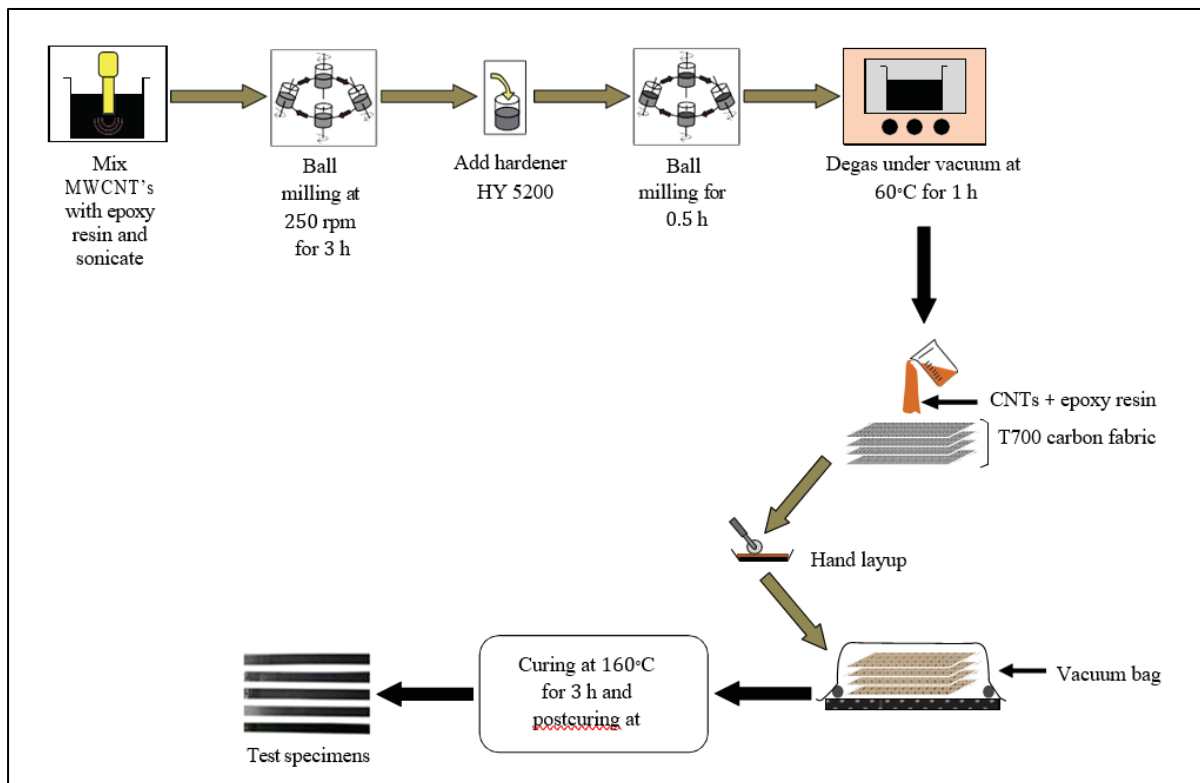 Mix
MWCNT's
with epoxy
resin and
sonicate
Ball
milling at
250 rpm
for 3 h
Add hardener
HY 5200
Ball
milling for
0.5 h
Degas under vacuum at
60°C for 1 h
CNTs + epoxy resin
T700 carbon fabric
Hand layup
Vacuum bag
Curing at 160°C
for 3 h and
postcuring at
Test specimens